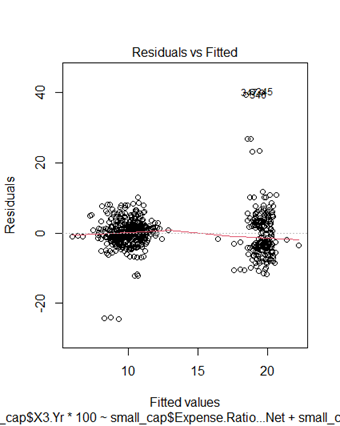 Residuals vs Fitted
Residuals
40
20
0
-20
10
15
20
Fitted values
_cap$X3.Yr * 100 ~ small_cap$Expense.Ratio...Net + small_c